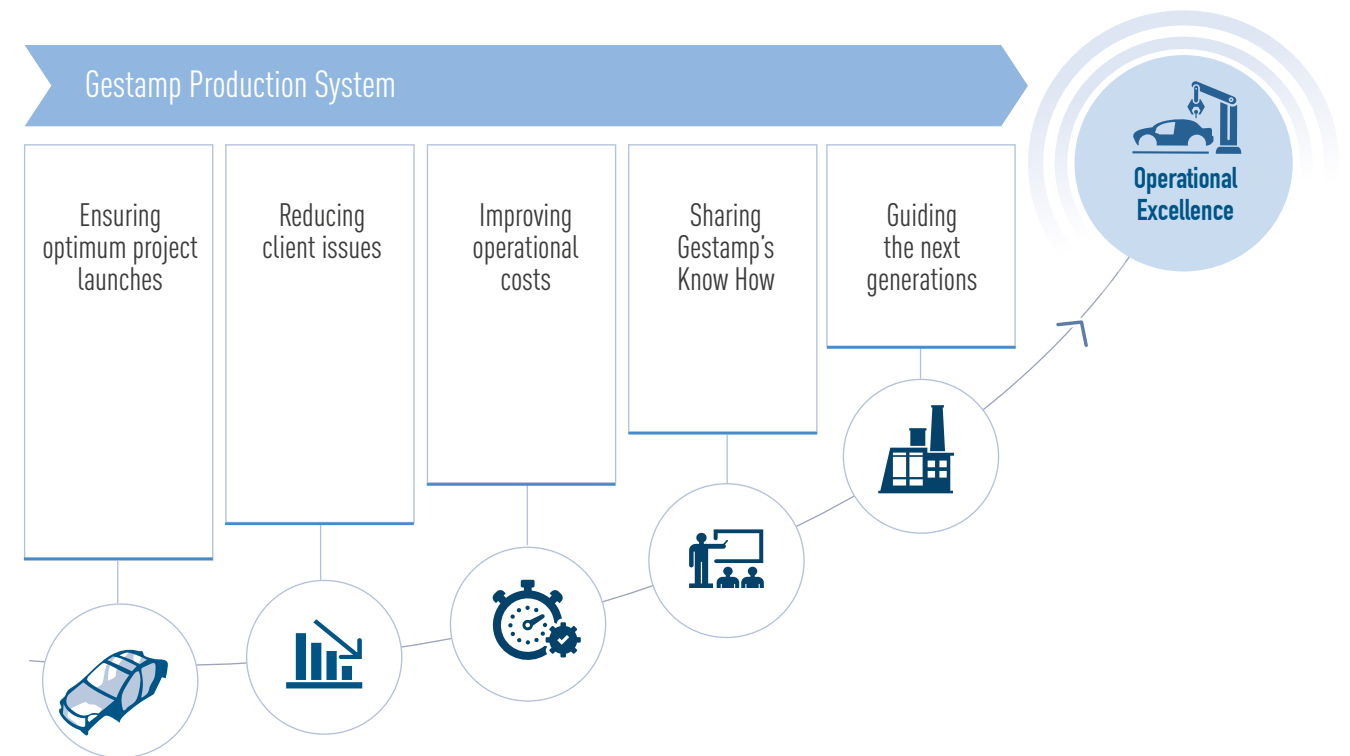 Gestamp Production System
Ensuring
optimum project
launches
Reducing
client issues
Improving
operational
costs
Sharing
Gestamp's
Know How
Guiding
the next
generations
Operational
Excellence